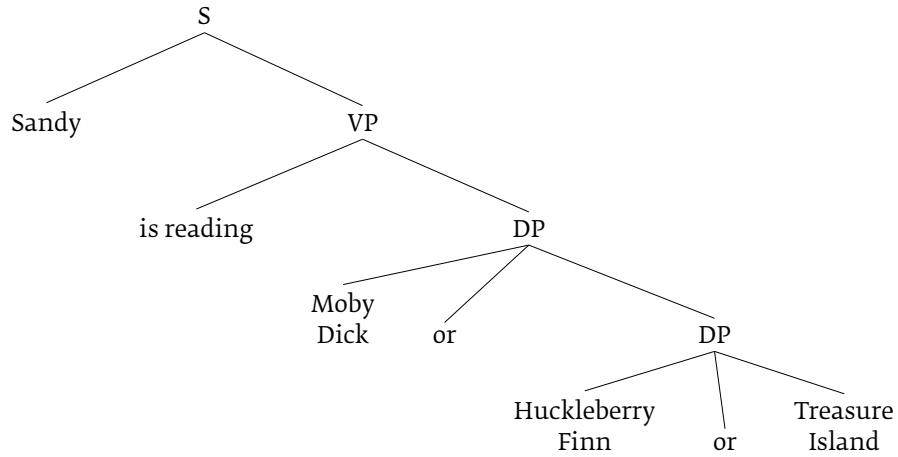 S
Sandy VP
is reading DP
Moby
Dick or DP
Huckleberry Treasure
Finn or Island